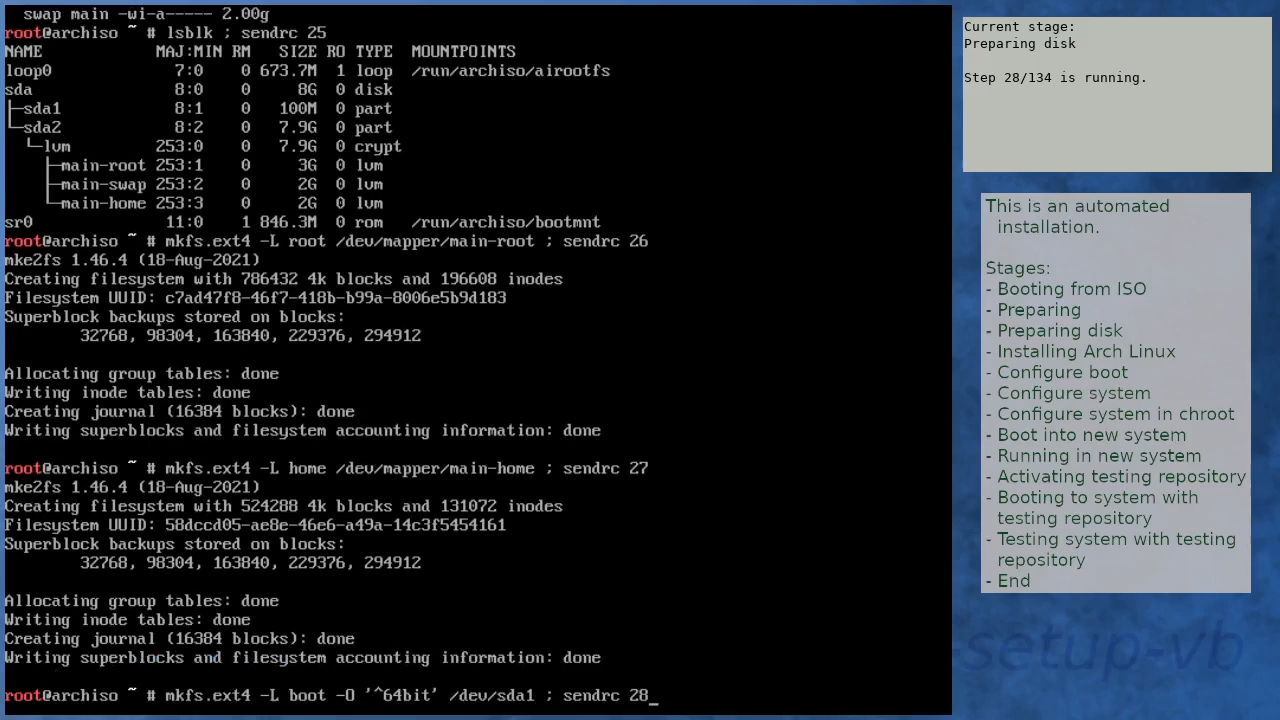 swap main -wi-a----- 2.00g
root@archiso ~ # lsblk ; sendrc 25
NAME              MAJ:MIN RM   SIZE RO TYPE  MOUNTPOINTS
loop0               7:0    0 673.7M  1 loop  /run/archiso/airootfs
sda                 8:0    0     8G  0 disk
├─sda1              8:1    0   100M  0 part
└─sda2              8:2    0   7.9G  0 part
  └─lvm           253:0    0   7.9G  0 crypt
    ├─main-root 253:1    0     3G  0 lvm
    ├─main-swap 253:2    0     2G  0 lvm
    └─main-home 253:3    0     2G  0 lvm
sr0                11:0    1 846.3M  0 rom   /run/archiso/bootmnt
root@archiso ~ # mkfs.ext4 -L root /dev/mapper/main-root ; sendrc 26
mke2fs 1.46.4 (18-Aug-2021)
Creating filesystem with 786432 4k blocks and 196608 inodes
Filesystem UUID: c7ad47f8-46f7-418b-b99a-8006e5b9d183
Superblock backups stored on blocks:
        32768, 98304, 163840, 229376, 294912

Allocating group tables: done
Writing inode tables: done
Creating journal (16384 blocks): done
Writing superblocks and filesystem accounting information: done

root@archiso ~ # mkfs.ext4 -L home /dev/mapper/main-home ; sendrc 27
mke2fs 1.46.4 (18-Aug-2021)
Creating filesystem with 524288 4k blocks and 131072 inodes
Filesystem UUID: 58dccd05-ae8e-46e6-a49a-14c3f5454161
Superblock backups stored on blocks:
        32768, 98304, 163840, 229376, 294912

Allocating group tables: done
Writing inode tables: done
Creating journal (16384 blocks): done
Writing superblocks and filesystem accounting information: done

root@archiso ~ # mkfs.ext4 -L boot -O '^64bit' /dev/sda1 ; sendrc 28_
Current stage:
Preparing disk

Step 28/134 is running.
This is an automated
installation.

Stages:
- Booting from ISO
- Preparing
- Preparing disk
- Installing Arch Linux
- Configure boot
- Configure system
- Configure system in chroot
- Boot into new system
- Running in new system
- Activating testing repository
- Booting to system with
testing repository
- Testing system with testing
repository
- End
-setup-vb